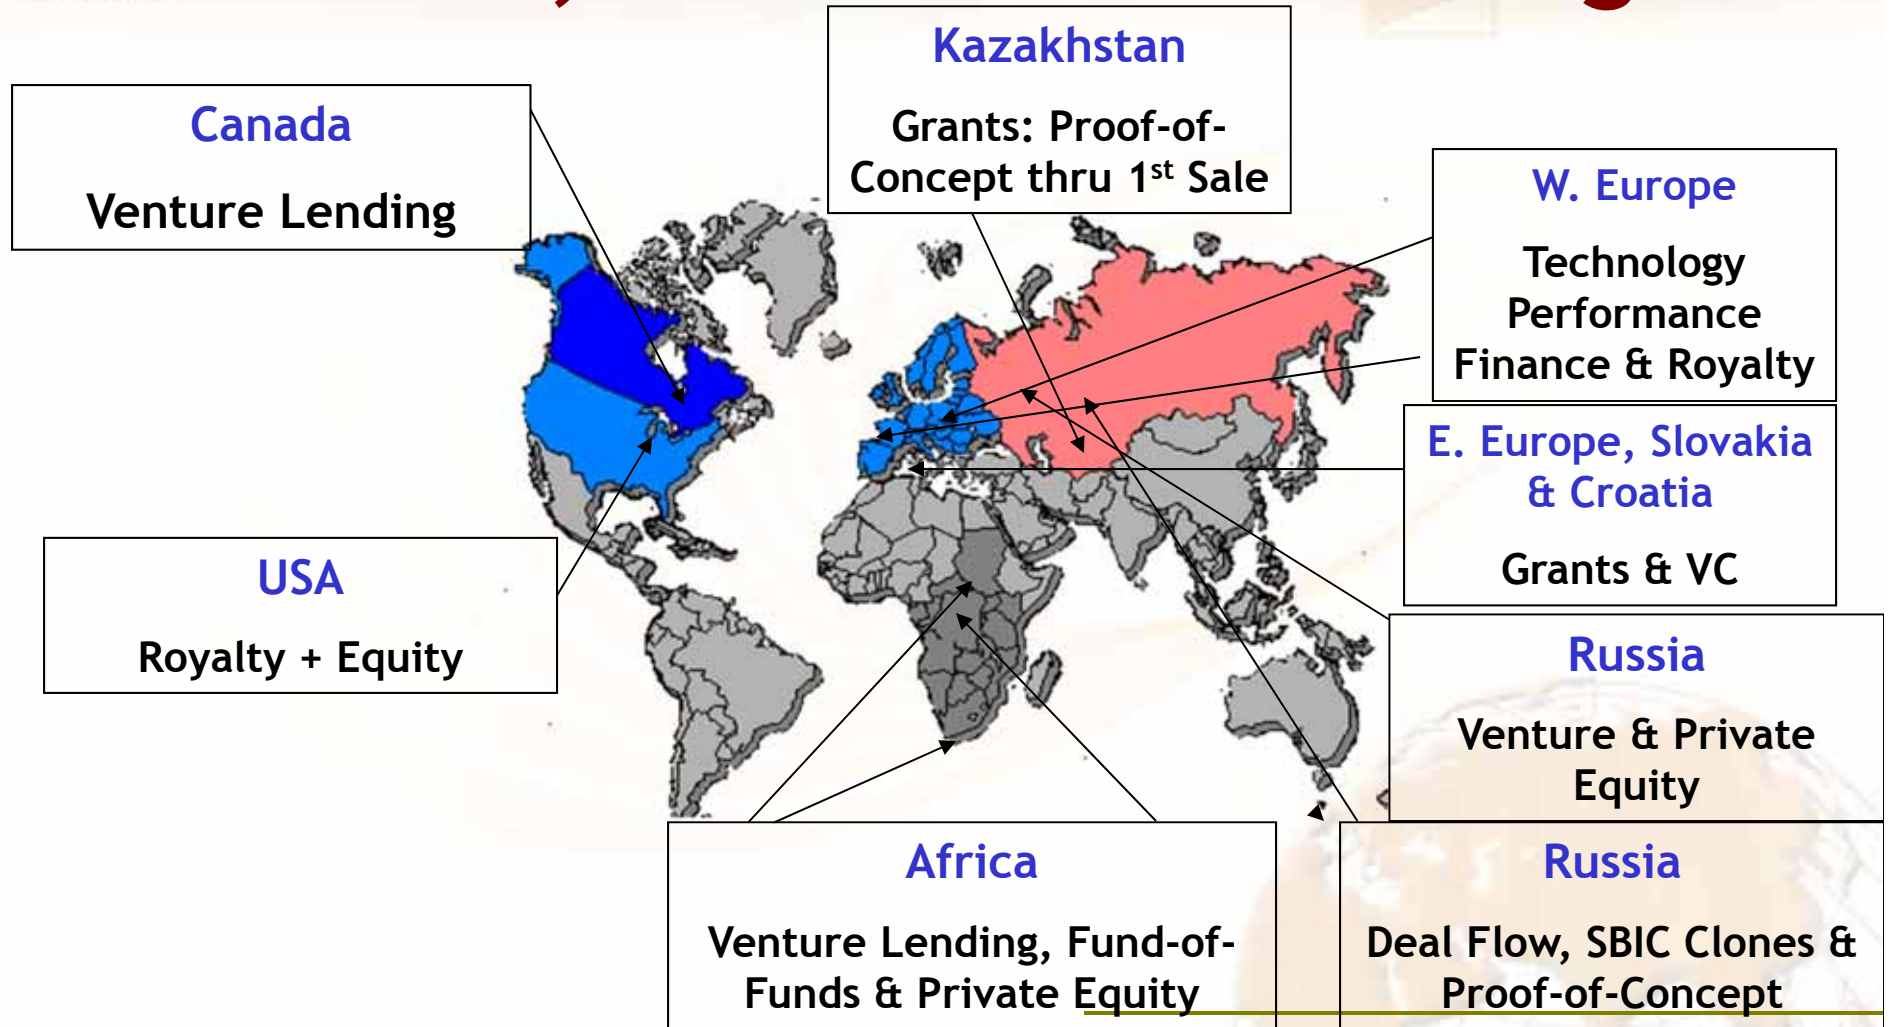 Kazakhstan
Grants: Proof-of-
Concept thru 1st Sale
Canada
Venture Lending
W. Europe
Technology
Performance
Finance & Royalty
E. Europe, Slovakia
& Croatia
Grants & VC
USA
Royalty + Equity
Russia
Venture & Private
Equity
Africa
Venture Lending, Fund-of-
Funds & Private Equity
Russia
Deal Flow, SBIC Clones &
Proof-of-Concept